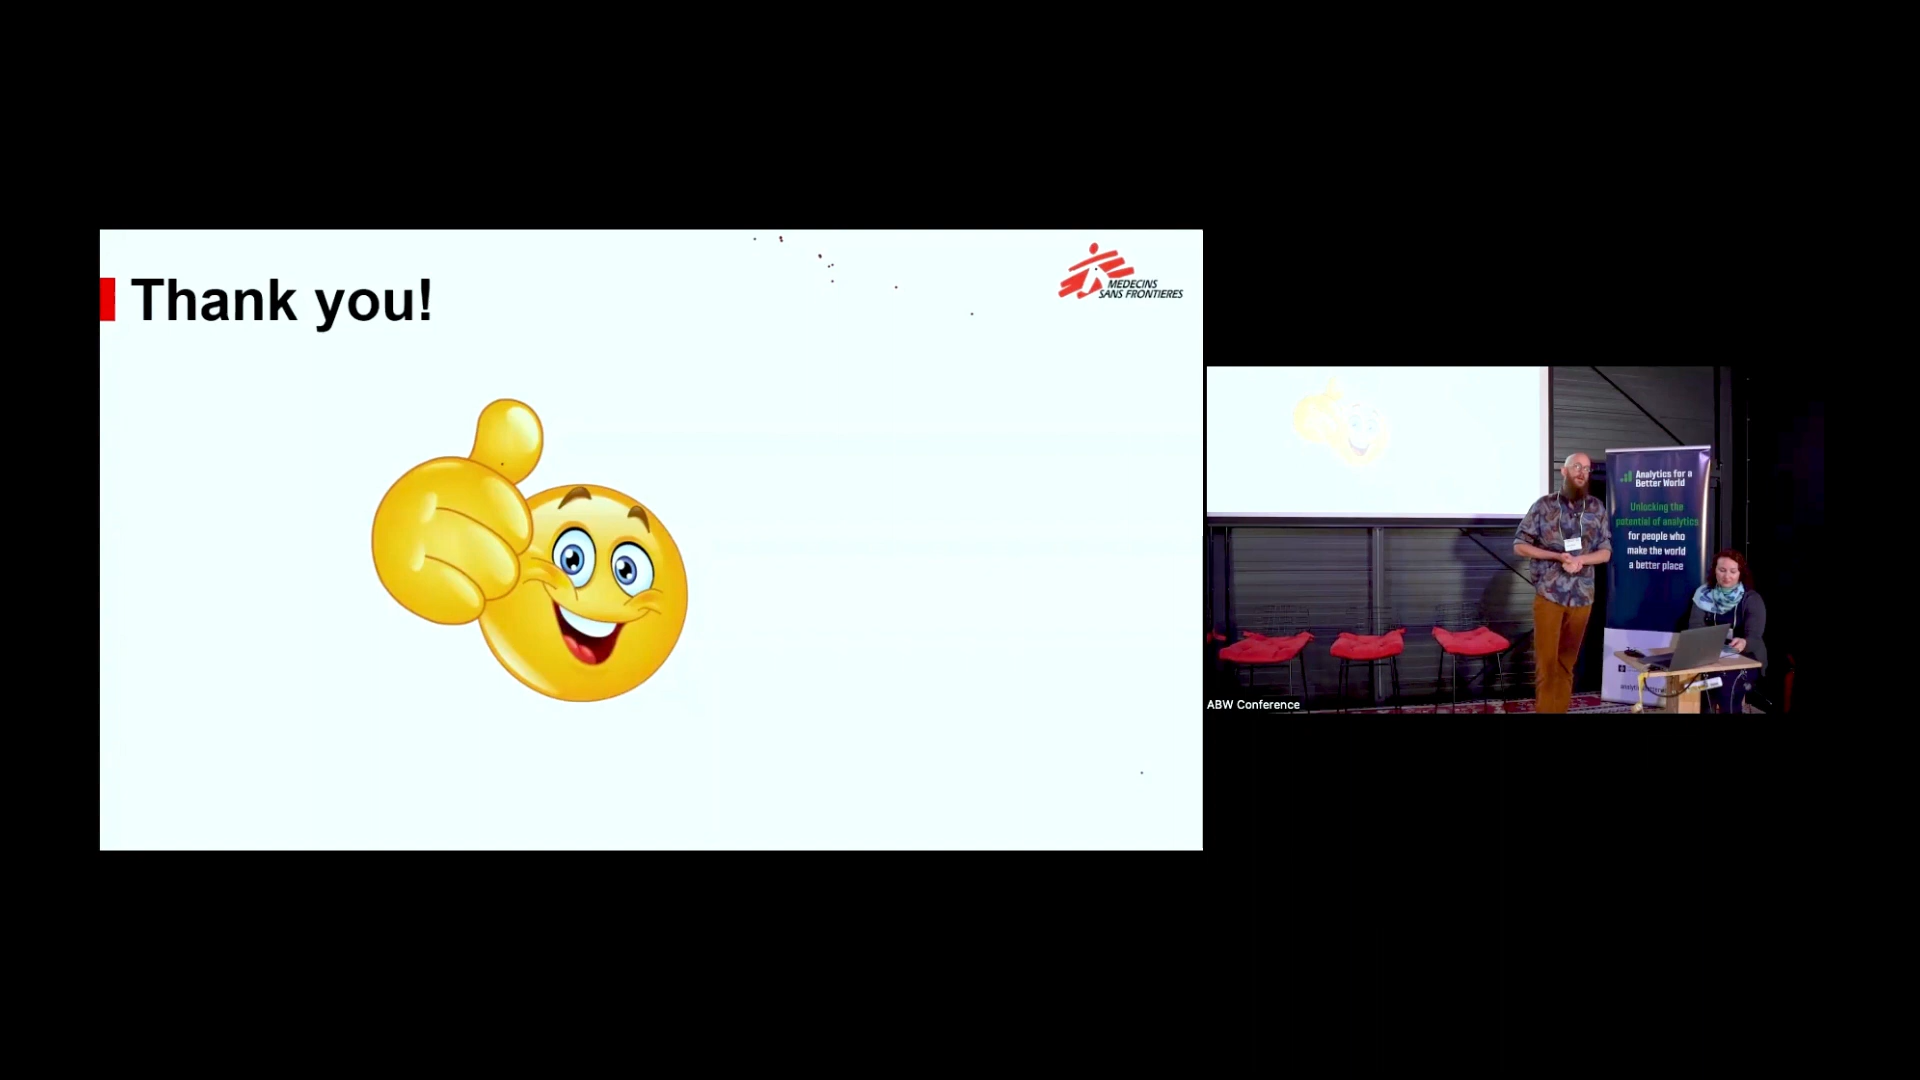 Thank you!
MEDECINS
SANS FRONTIERES
Analytics for a
Better World
Unlocking the
potential of analytics
for people who
make the world
a better place
ABW Conference